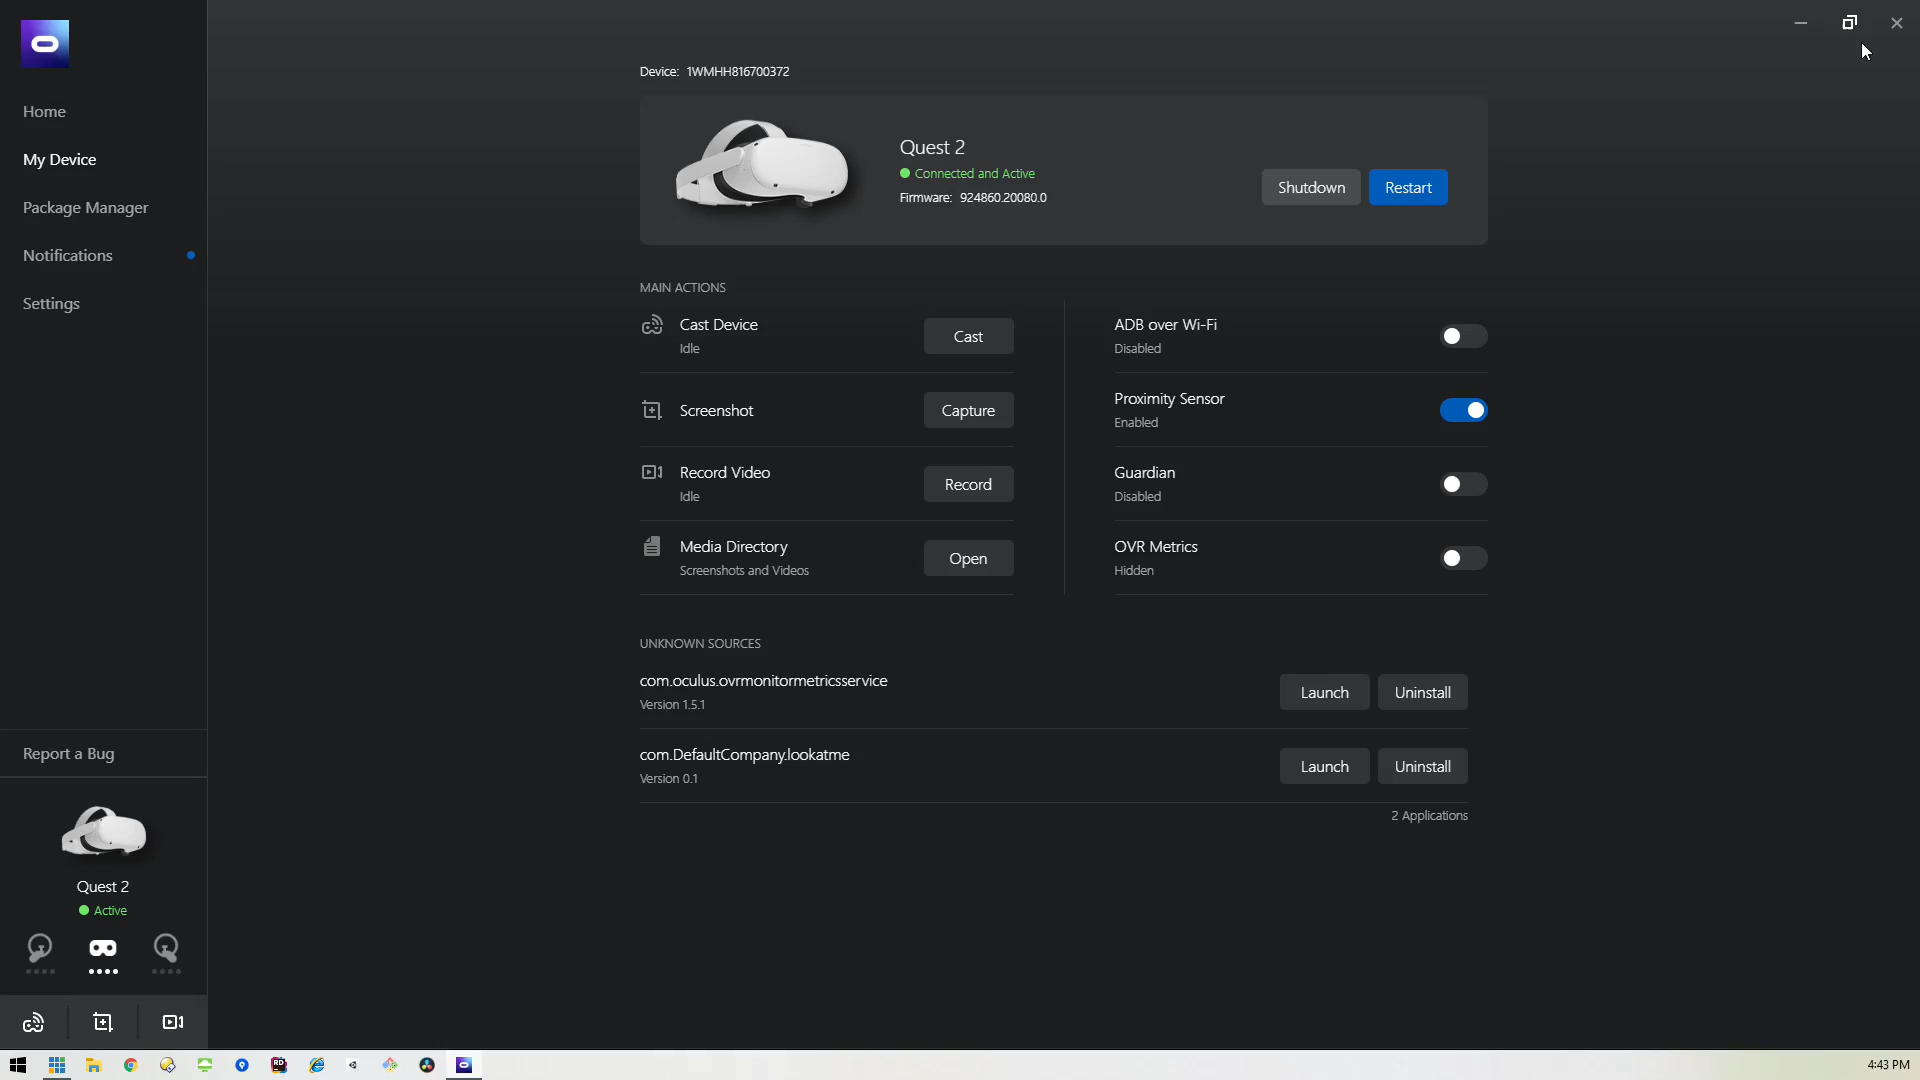 Home
My Device
Package Manager
Notifications
Settings
Report a Bug
Quest 2
Active
Device: 1WMHH816700372
Quest 2
Connected and Active
Firmware: 924860.20080.0
Shutdown
Restart
MAIN ACTIONS
Cast Device
Idle
Cast
Screenshot
Capture
Record Video
Idle
Record
Media Directory
Screenshots and Videos
Open
ADB over Wi-Fi
Disabled
Proximity Sensor
Enabled
Guardian
Disabled
OVR Metrics
Hidden
UNKNOWN SOURCES
com.oculus.ovrmonitormetricsservice
Version 1.5.1
Launch
Uninstall
com.DefaultCompany.lookatme
Version 0.1
Launch
Uninstall
2 Applications
RD
4:43 PM